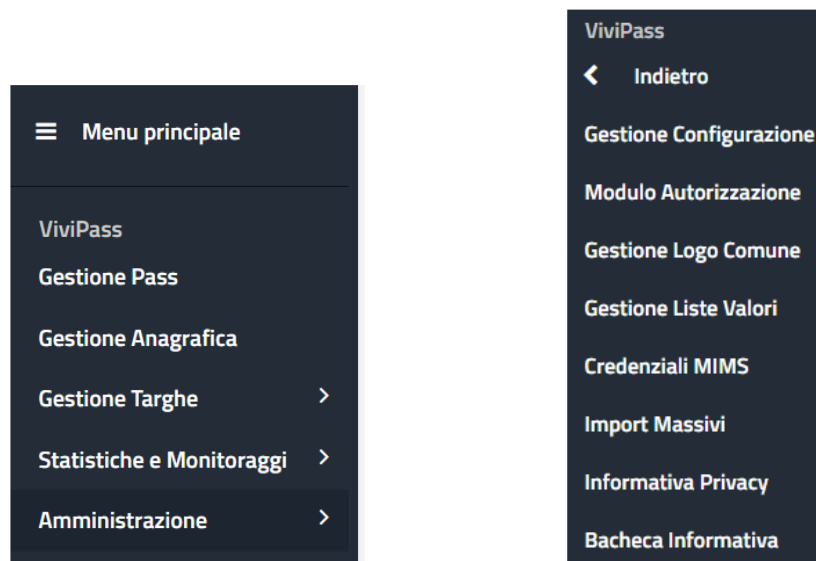 Menu principale
ViviPass
Gestione Pass
Gestione Anagrafica
Gestione Targhe
Statistiche e Monitoraggi
Amministrazione
ViviPass
Indietro
Gestione Configurazione
Modulo Autorizzazione
Gestione Logo Comune
Gestione Liste Valori
Credenziali MIMS
Import Massivi
Informativa Privacy
Bacheca Informativa